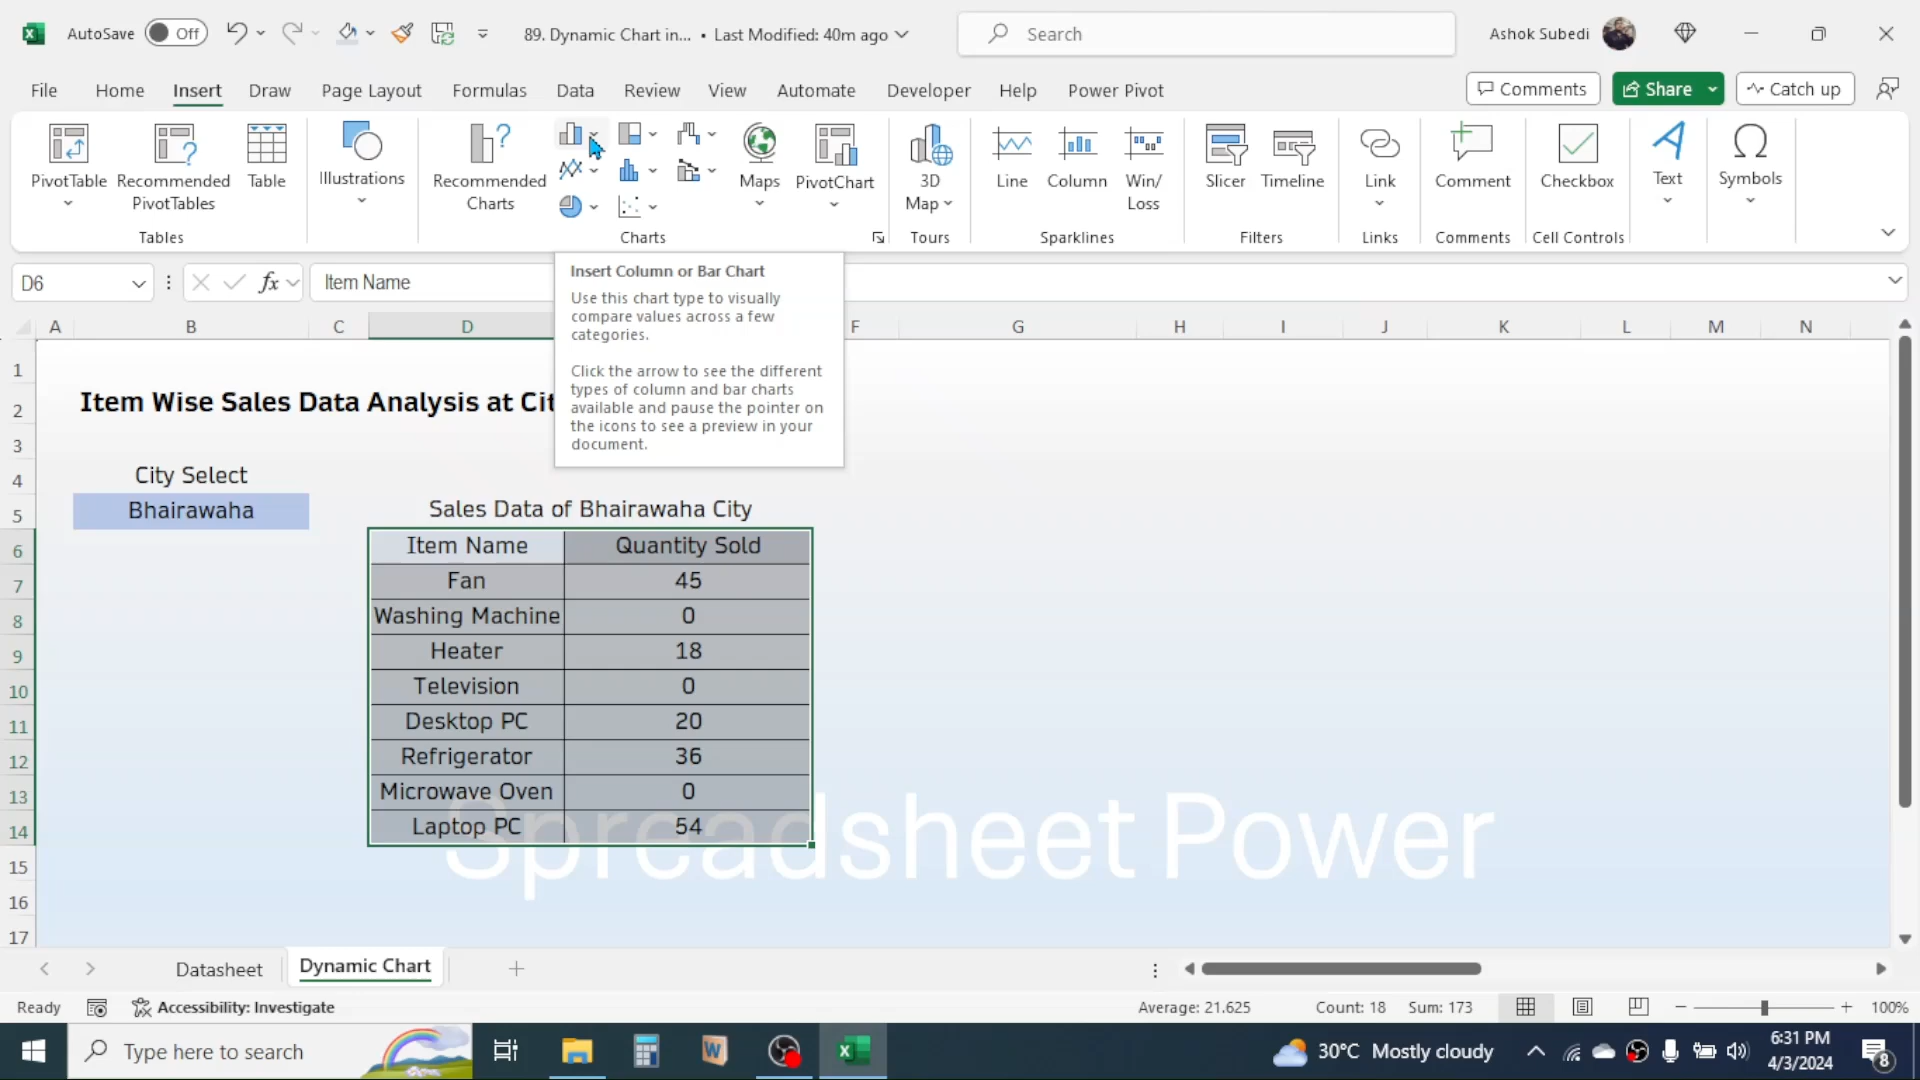 AutoSave Off 89. Dynamic Chart in... • Last Modified: 40m ago Search Ashok Subedi
File Home Insert Draw Page Layout Formulas Data Review View Automate Developer Help Power Pivot Comments Share Catch up
PivotTable
Recommended
PivotTables
Table
Tables
Illustrations
Recommended
Charts
Maps
PivotChart
Charts
3D
Map
Tours
Line
Column
Win/
Loss
Sparklines
Slicer
Timeline
Filters
Link
Links
Comment
Comments
Checkbox
Cell Controls
Text
Symbols
D6 fx Item Name
Insert Column or Bar Chart
Use this chart type to visually
compare values across a few
categories.
Click the arrow to see the different
types of column and bar charts
available and pause the pointer on
the icons to see a preview in your
document.
A B C D F G H I J K L M N
1
2 Item Wise Sales Data Analysis at Cit
3
4 City Select
5 Bhairawaha Sales Data of Bhairawaha City
6 Item Name Quantity Sold
7 Fan 45
8 Washing Machine 0
9 Heater 18
10 Television 0
11 Desktop PC 20
12 Refrigerator 36
13 Microwave Oven 0
14 Laptop PC 54
15
16
17
Spreadsheet Power
Datasheet Dynamic Chart
Ready Accessibility: Investigate Average: 21.625 Count: 18 Sum: 173 100%
Type here to search 30°C Mostly cloudy 6:31 PM
4/3/2024 8